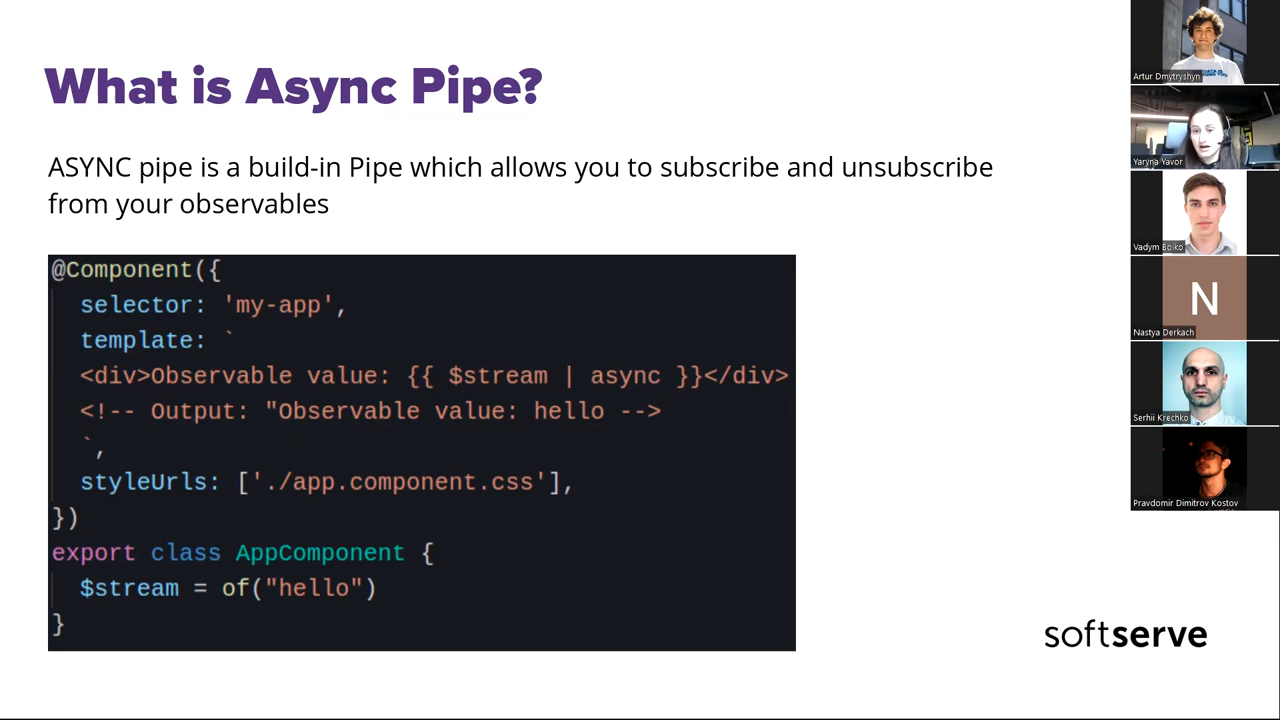 What is Async Pipe?
ASYNC pipe is a build-in Pipe which allows you to subscribe and unsubscribe
from your observables
@Component({
  selector: 'my-app',
  template: `
  <div>Observable value: {{ $stream | async }}</div>
  <!-- Output: "Observable value: hello -->
  `,
  styleUrls: ['./app.component.css'],
})
export class AppComponent {
  $stream = of("hello")
}
softserve
Artur Dmytryshyn
Yaryna Yavor
Vadym Boiko
N
Nastya Derkach
Serhii Krechko
Pravdomir Dimitrov Kostov